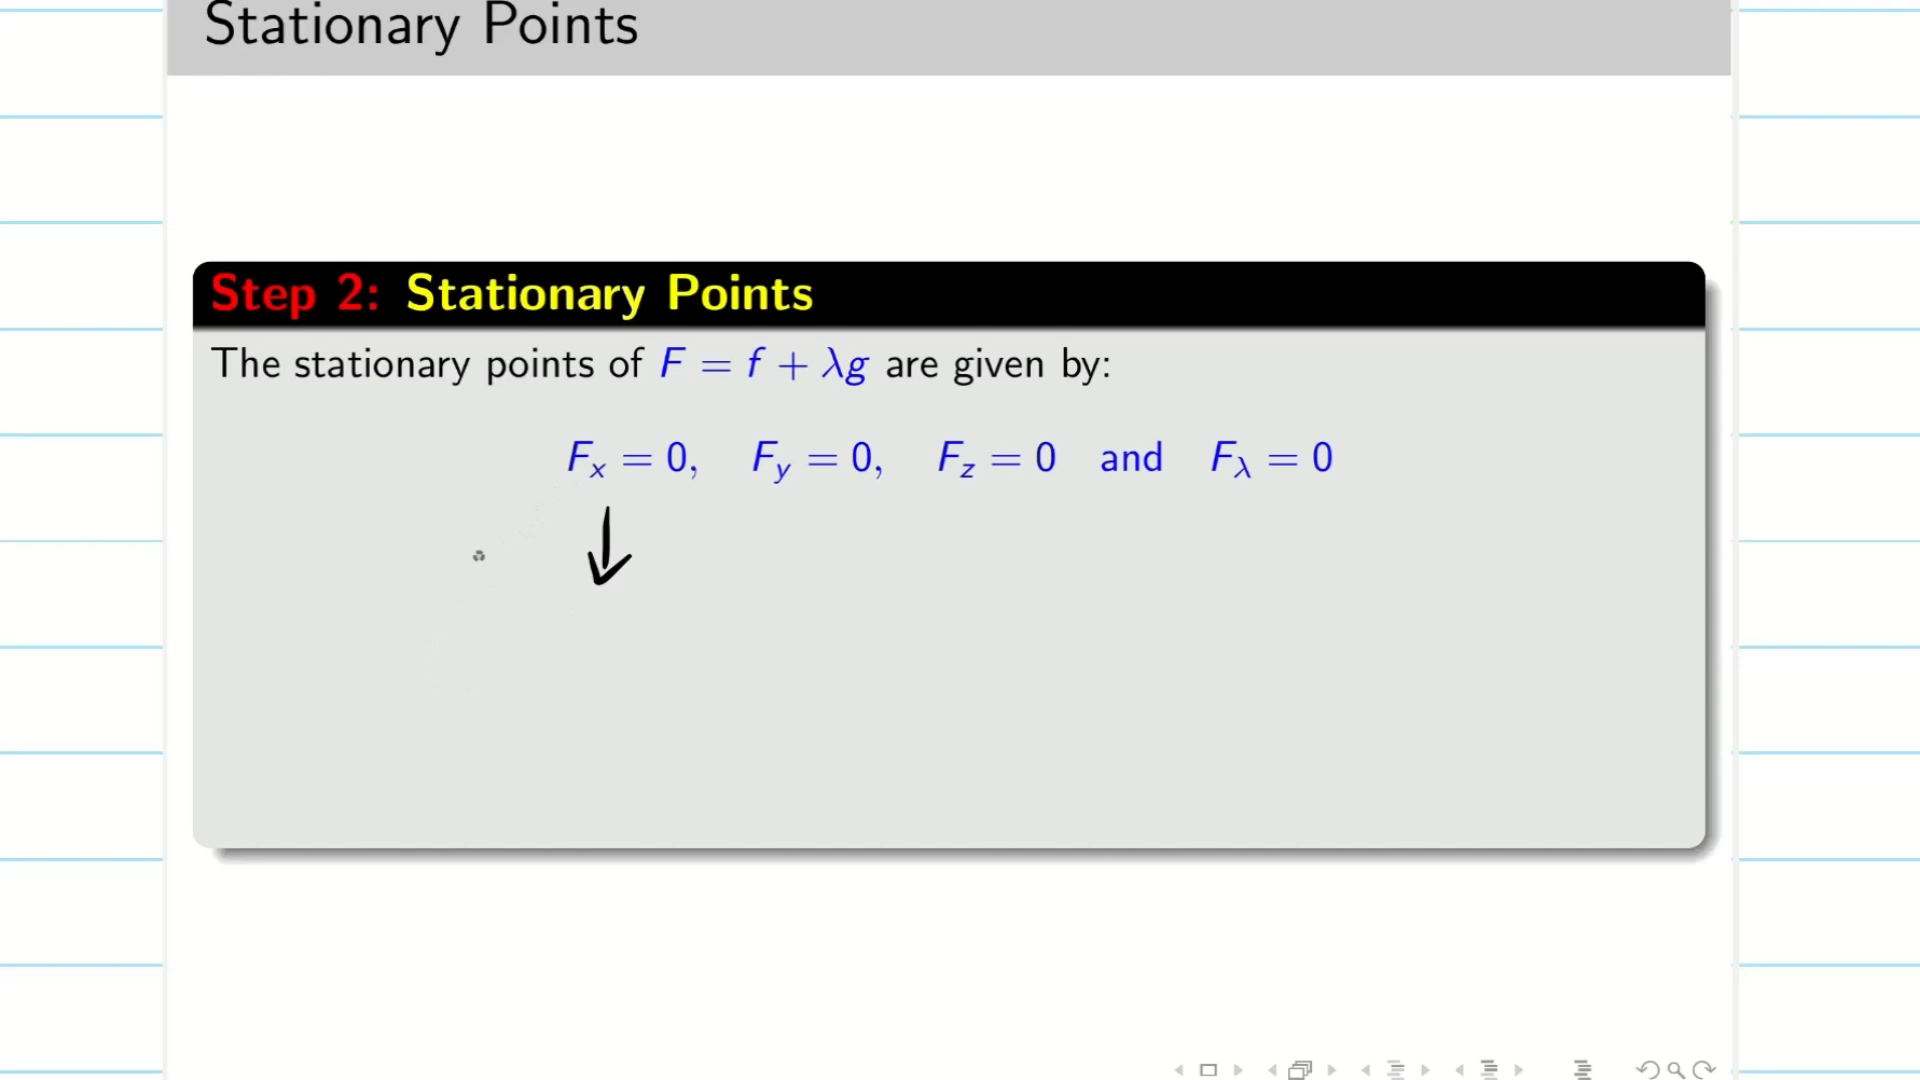 Stationary Points
Step 2: Stationary Points
The stationary points of F = f + λg are given by:
F_x = 0, F_y = 0, F_z = 0 and F_λ = 0